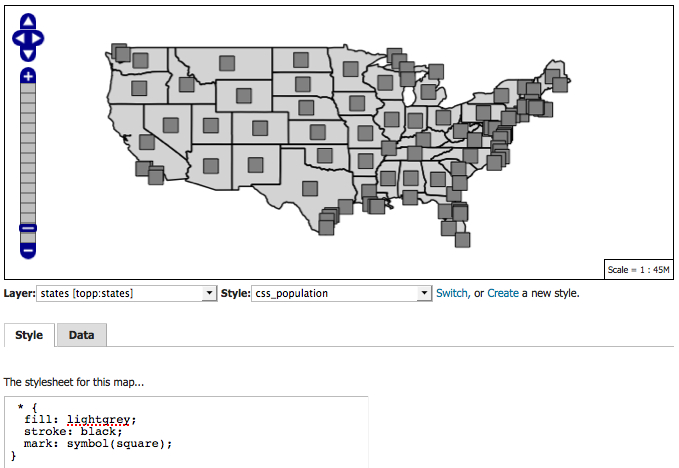 Scale = 1 : 45M
Layer: states [topp:states] Style: css_population Switch, or Create a new style.
Style Data
The stylesheet for this map...
* {
fill: lightgrey;
stroke: black;
mark: symbol(square);
}